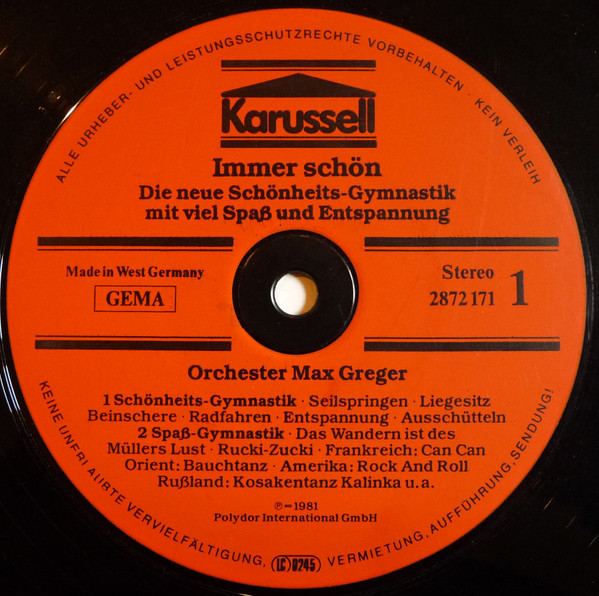 ALLE URHEBER- UND LEISTUNGSSCHUTZRECHTE VORBEHALTEN · KEIN VERLEIH
Karussell
Immer schön
Die neue Schönheits-Gymnastik
mit viel Spaß und Entspannung
Made in West Germany
GEMA
Stereo
2872 171
1
Orchester Max Greger
1 Schönheits-Gymnastik · Seilspringen · Liegesitz
Beinschere · Radfahren · Entspannung · Ausschütteln
2 Spaß-Gymnastik · Das Wandern ist des
Müllers Lust · Rucki-Zucki · Frankreich: Can Can
Orient: Bauchtanz · Amerika: Rock And Roll
Rußland: Kosakentanz Kalinka u. a.
℗ = 1981
Polydor International GmbH
KEINE UNFRI AURTE VERVIELFÄLTIGUNG, LC 0245 VERMIETUNG, AUFFÜHRUNG, SENDUNG!